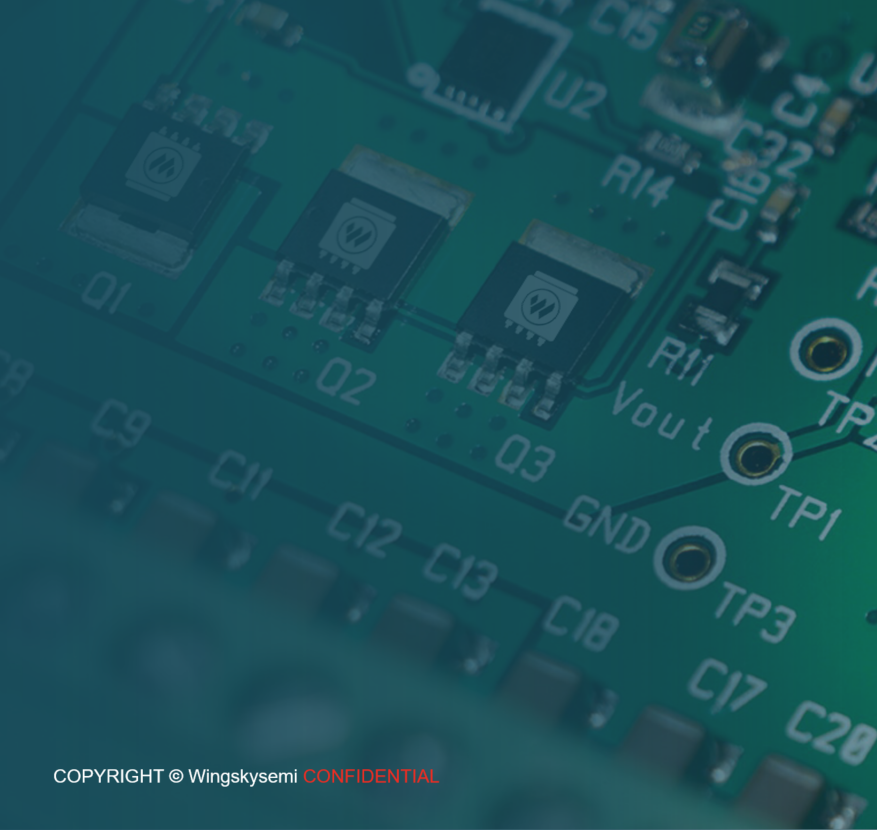 C15
U2
C4
C32
R14
C16
Q1
R11
Q2
Vout
C9
Q3
TP1
C11
GND
C12
C13
TP3
C18
C17
C20
COPYRIGHT © Wingskysemi CONFIDENTIAL